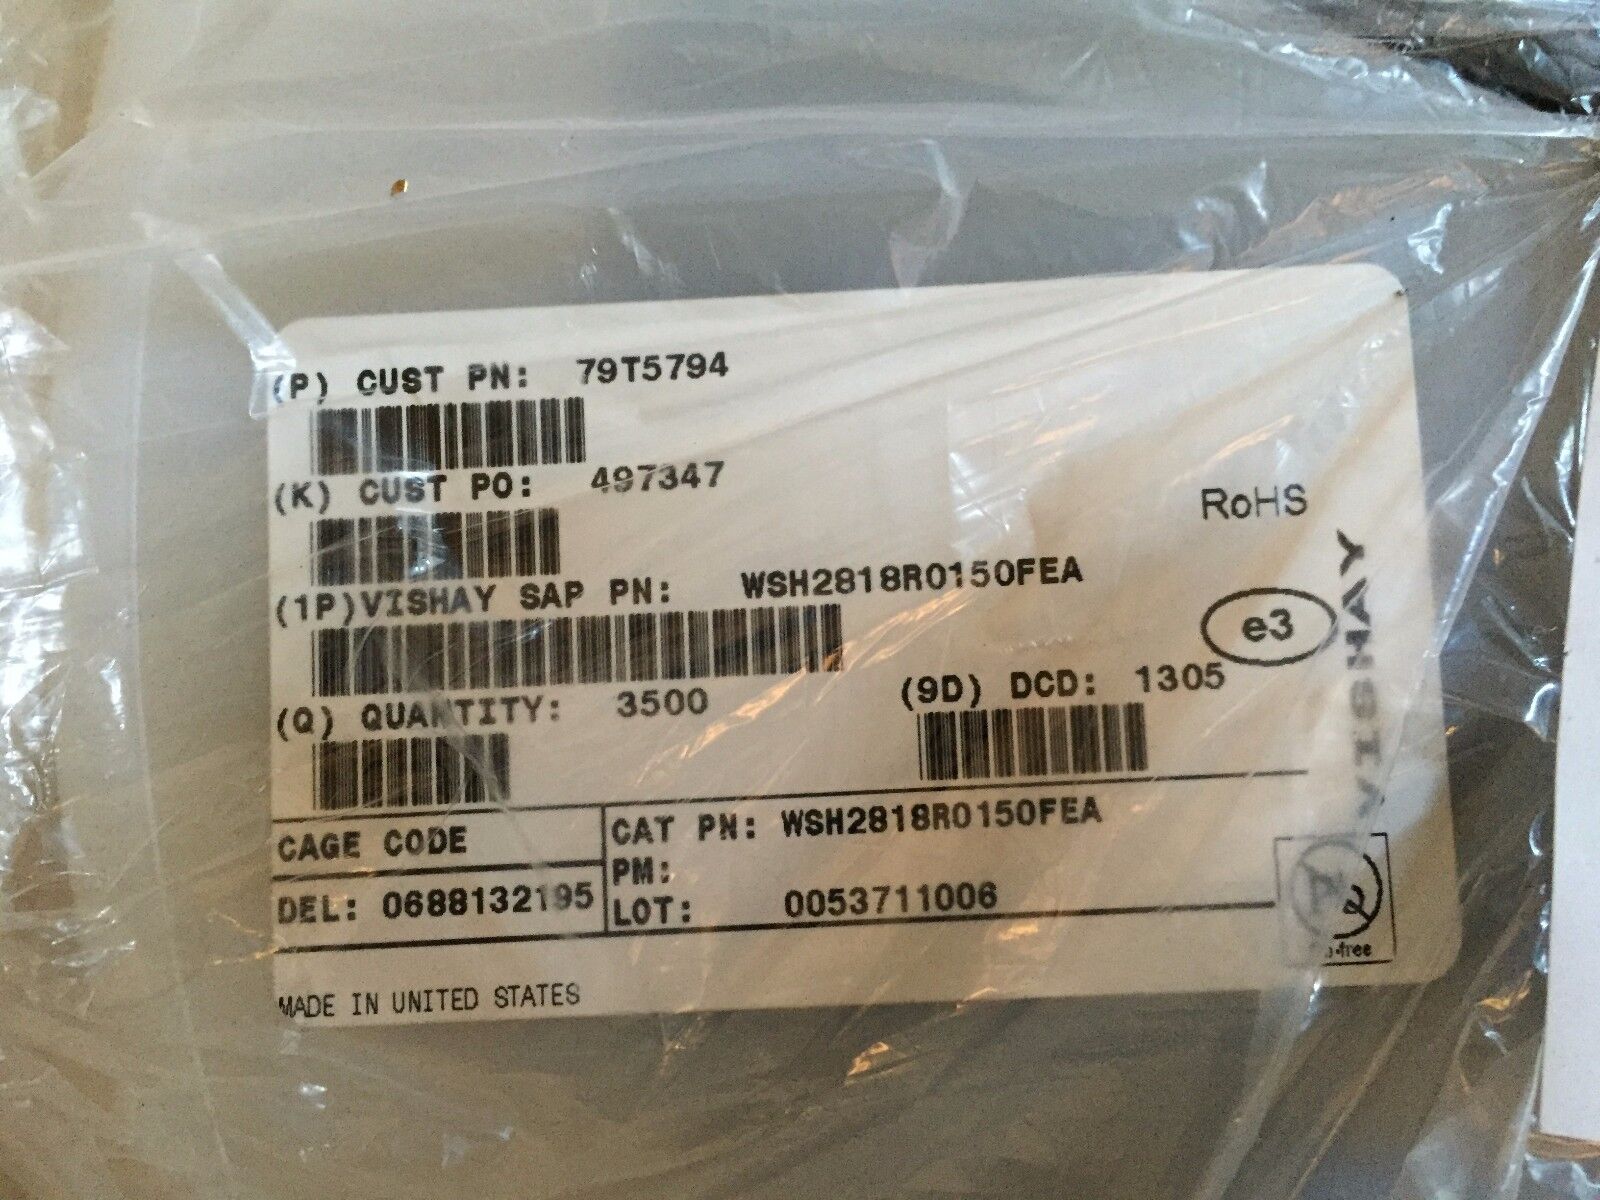 (P) CUST PN: 79T5794
(K) CUST PO: 497347
RoHS
(1P)VISHAY SAP PN: WSH2818R0150FEA
e3
VISHAY
(Q) QUANTITY: 3500
(9D) DCD: 1305
CAGE CODE
CAT PN: WSH2818R0150FEA
PM:
DEL: 0688132195
LOT: 0053711006
MADE IN UNITED STATES